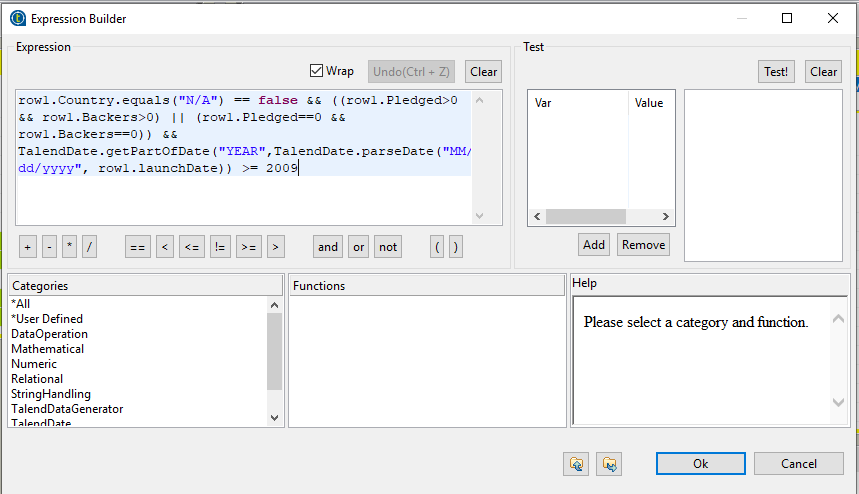 Expression Builder
Expression
Test
Wrap
Undo(Ctrl + Z)
Clear
Test!
Clear
row1.Country.equals("N/A") == false && ((row1.Pledged>0
&& row1.Backers>0) || (row1.Pledged==0 &&
row1.Backers==0)) &&
TalendDate.getPartOfDate("YEAR",TalendDate.parseDate("MM/
dd/yyyy", row1.launchDate)) >= 2009
Var Value
+ - * / == < <= != >= > and or not ( )
Add Remove
Categories
*All
*User Defined
DataOperation
Mathematical
Numeric
Relational
StringHandling
TalendDataGenerator
TalendDate
Functions
Help
Please select a category and function.
Ok Cancel